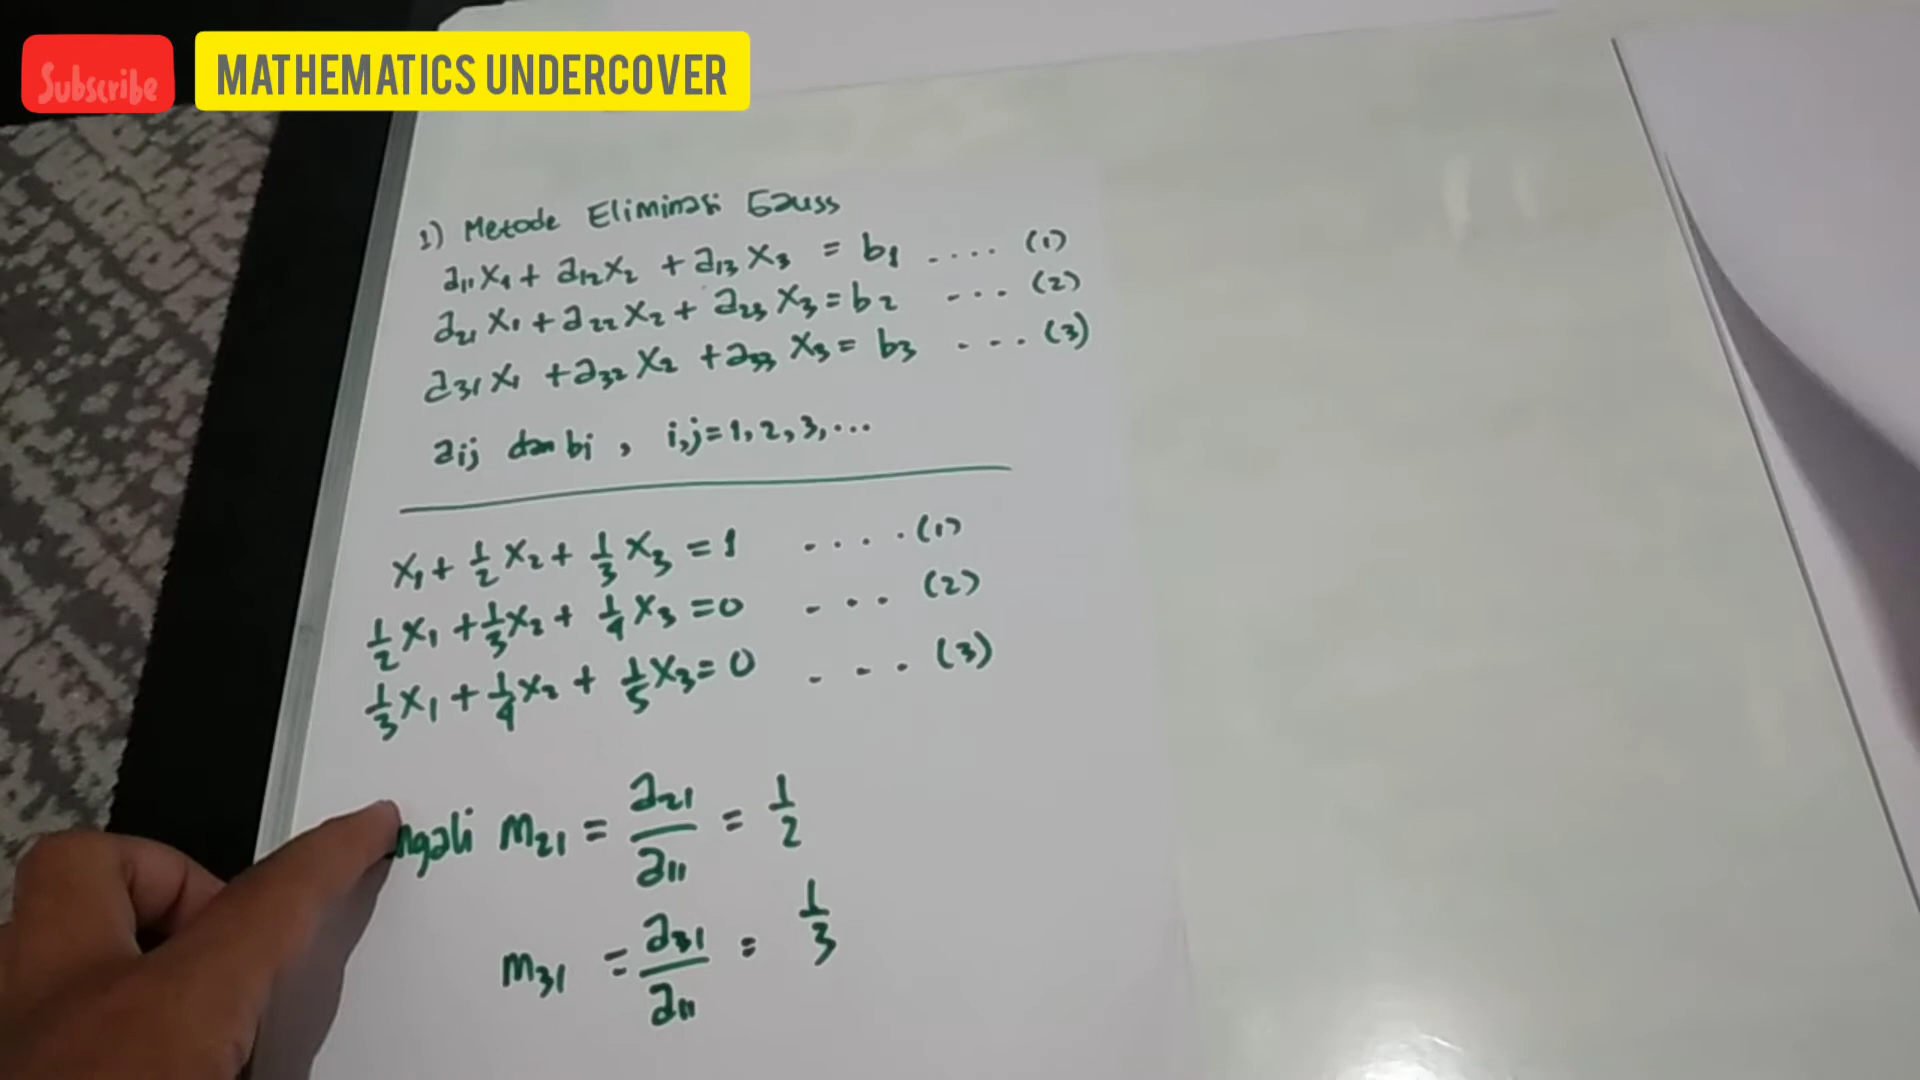 Subscribe
MATHEMATICS UNDERCOVER
1) Metode Eliminasi Gauss
a11x1 + a12x2 + a13x3 = b1 .... (1)
a21x1 + a22x2 + a23x3 = b2 ... (2)
a31x1 + a32x2 + a33x3 = b3 ... (3)
aij dan bi, i,j=1,2,3,...
x1 + 1/2 x2 + 1/3 x3 = 1 .... (1)
1/2 x1 + 1/3 x2 + 1/4 x3 = 0 ... (2)
1/3 x1 + 1/4 x2 + 1/5 x3 = 0 ... (3)
ngali m21 = a21/a11 = 1/2
m31 = a31/a11 = 1/3